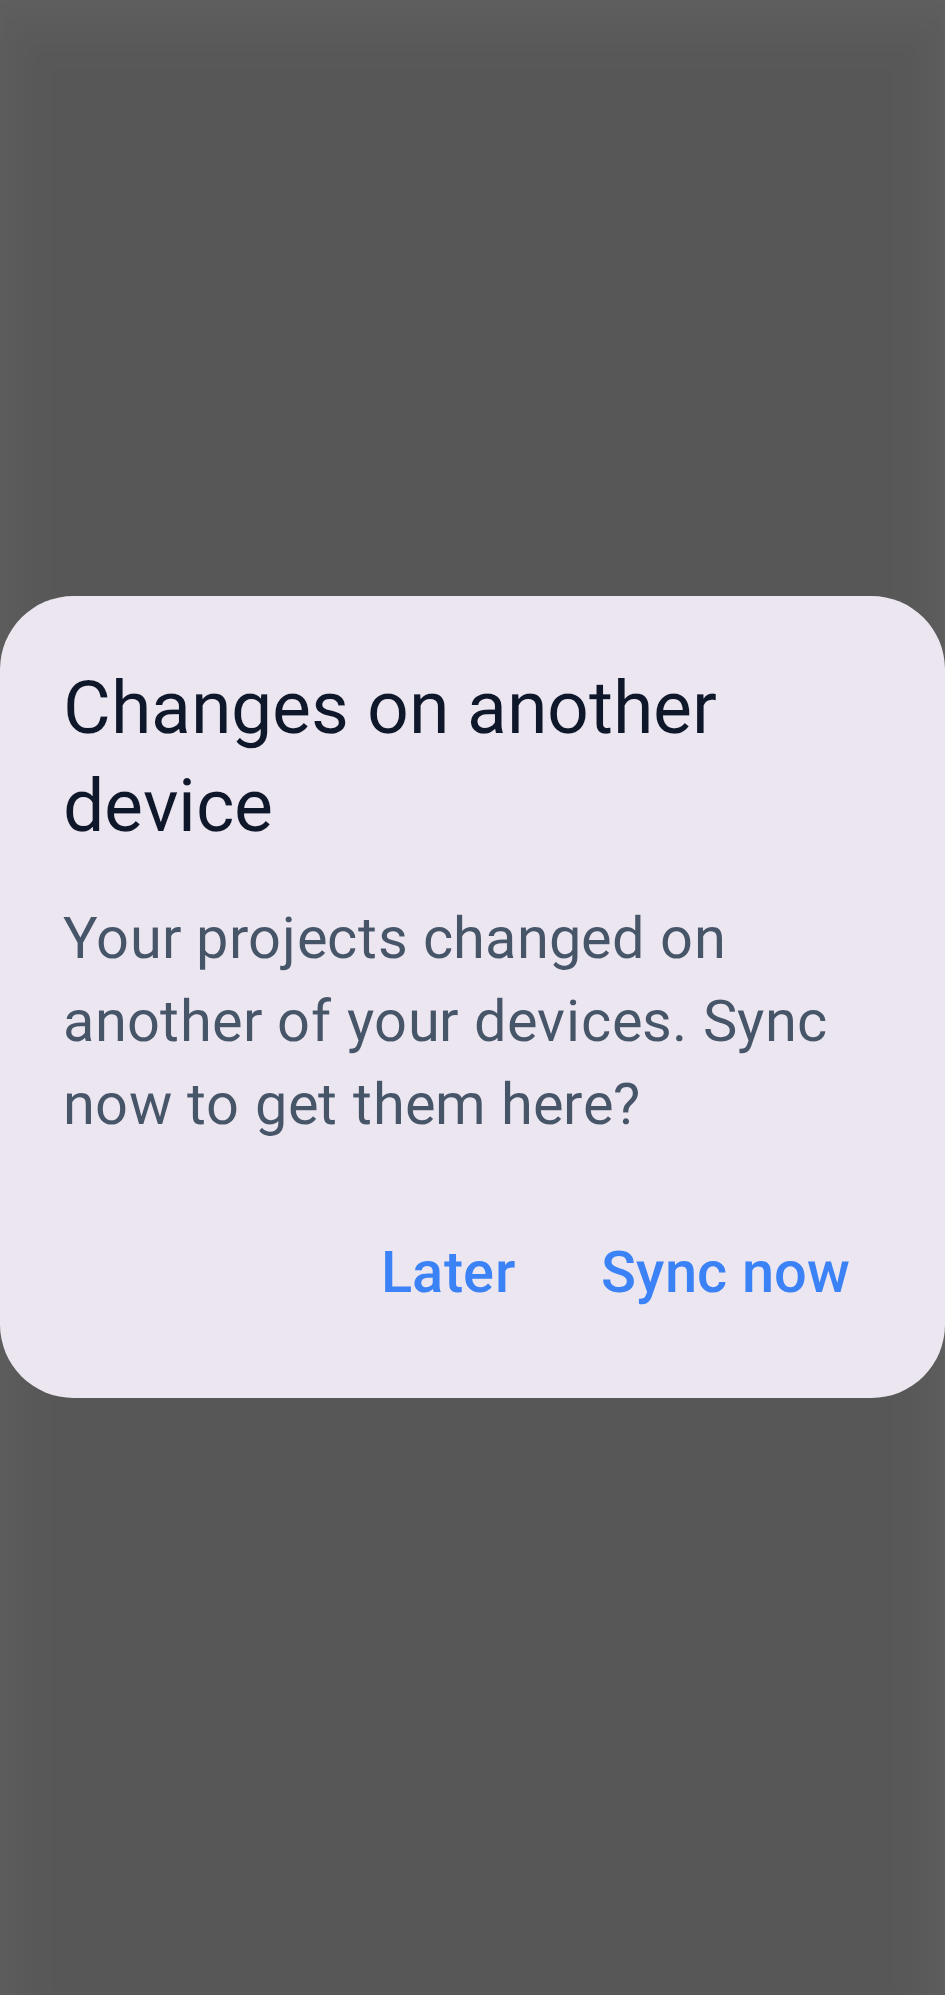 Changes on another
device
Your projects changed on
another of your devices. Sync
now to get them here?
Later Sync now